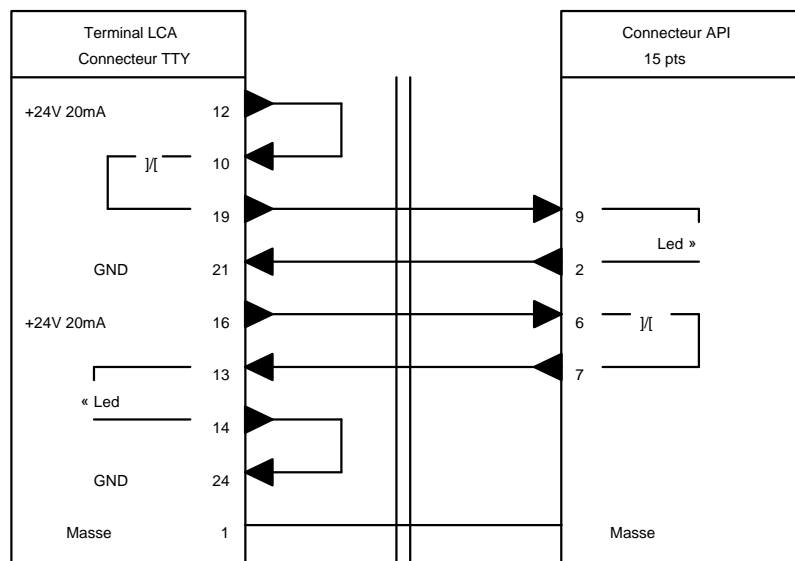 Terminal LCA
Connecteur TTY
Connecteur API
15 pts
+24V 20mA 12
]/[ 10
19 9
Led »
GND 21 2
+24V 20mA 16 6 ]/[
13 7
« Led
14
GND 24
Masse 1 Masse